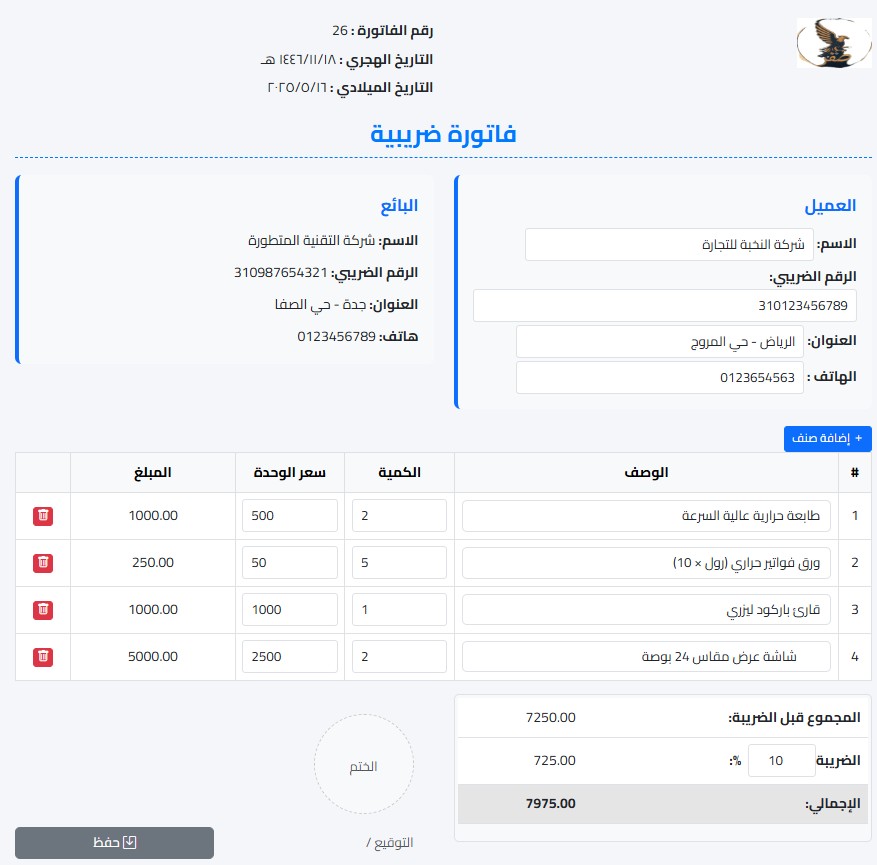 رقم الفاتورة : 26
التاريخ الهجري : ١٤٤٦/١١/١٨ هـ
التاريخ الميلادي : ٢٠٢٥/٥/١٦
فاتورة ضريبية
العميل
الاسم: شركة النخبة للتجارة
الرقم الضريبي:
310123456789
العنوان: الرياض - حي المروج
الهاتف : 0123654563
البائع
الاسم: شركة التقنية المتطورة
الرقم الضريبي: 310987654321
العنوان: جدة - حي الصفا
هاتف: 0123456789
+ إضافة صنف
# الوصف الكمية سعر الوحدة المبلغ
1 طابعة حرارية عالية السرعة 2 500 1000.00
2 ورق فواتير حراري (رول × 10) 5 50 250.00
3 قارئ باركود ليزري 1 1000 1000.00
4 شاشة عرض مقاس 24 بوصة 2 2500 5000.00
المجموع قبل الضريبة: 7250.00
الضريبة 10 %: 725.00
الإجمالي: 7975.00
الختم
التوقيع /
حفظ